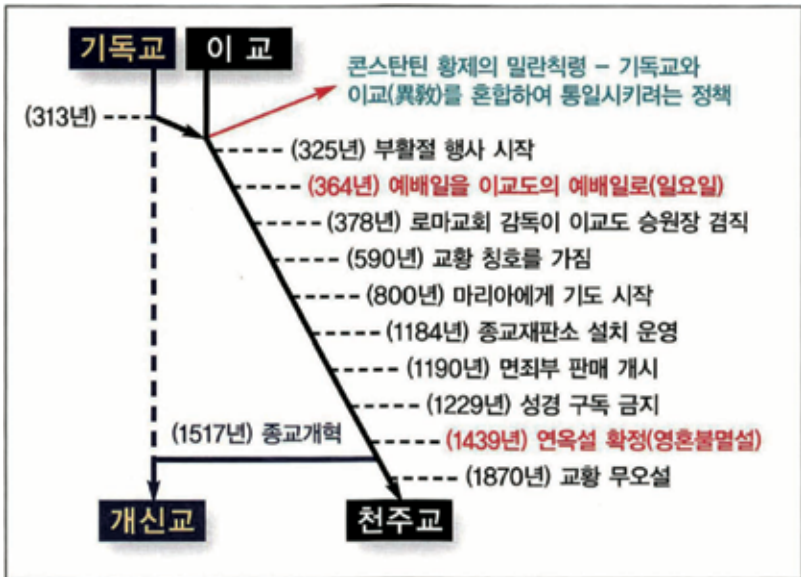 기독교 이 교
콘스탄틴 황제의 밀란칙령 – 기독교와
이교(異敎)를 혼합하여 통일시키려는 정책
(313년)
(325년) 부활절 행사 시작
(364년) 예배일을 이교도의 예배일로(일요일)
(378년) 로마교회 감독이 이교도 승원장 겸직
(590년) 교황 칭호를 가짐
(800년) 마리아에게 기도 시작
(1184년) 종교재판소 설치 운영
(1190년) 면죄부 판매 개시
(1229년) 성경 구독 금지
(1517년) 종교개혁
(1439년) 연옥설 확정(영혼불멸설)
(1870년) 교황 무오설
개신교 천주교